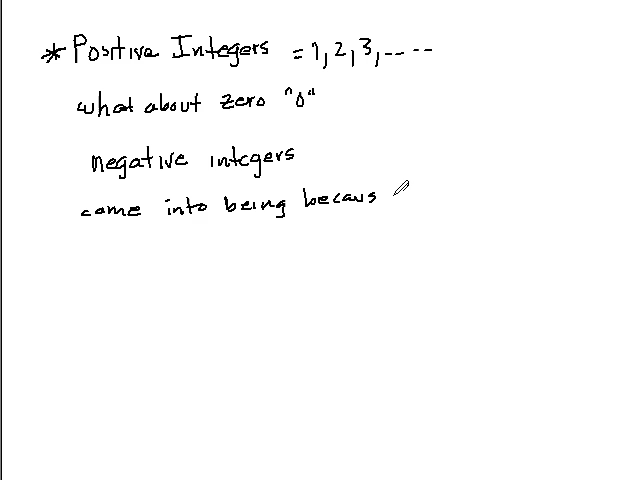 * Positive Integers = 1, 2, 3, -- --
what about zero "0"
negative integers
came into being becaus